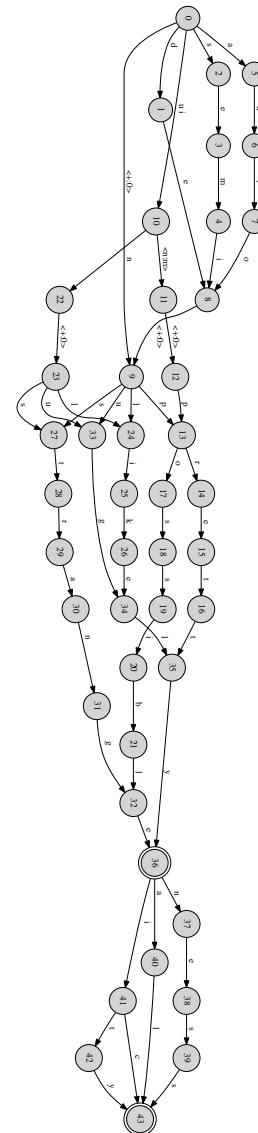 0
d
u
i
s
a
5
2
e
1
6
3
<+:0>
m
e
7
4
10
n
o
i
<n:m>
22
11
8
<+:0>
<+:0>
<+:0>
23
9
12
s
u
l
s
u
l
p
p
27
33
24
13
t
g
i
o
r
28
25
17
14
r
k
s
e
29
26
18
15
a
e
s
t
30
34
19
16
n
i
l
t
20
35
31
b
g
21
y
l
32
e
36
i
a
n
37
e
40
l
38
41
s
t
c
39
42
y
s
43